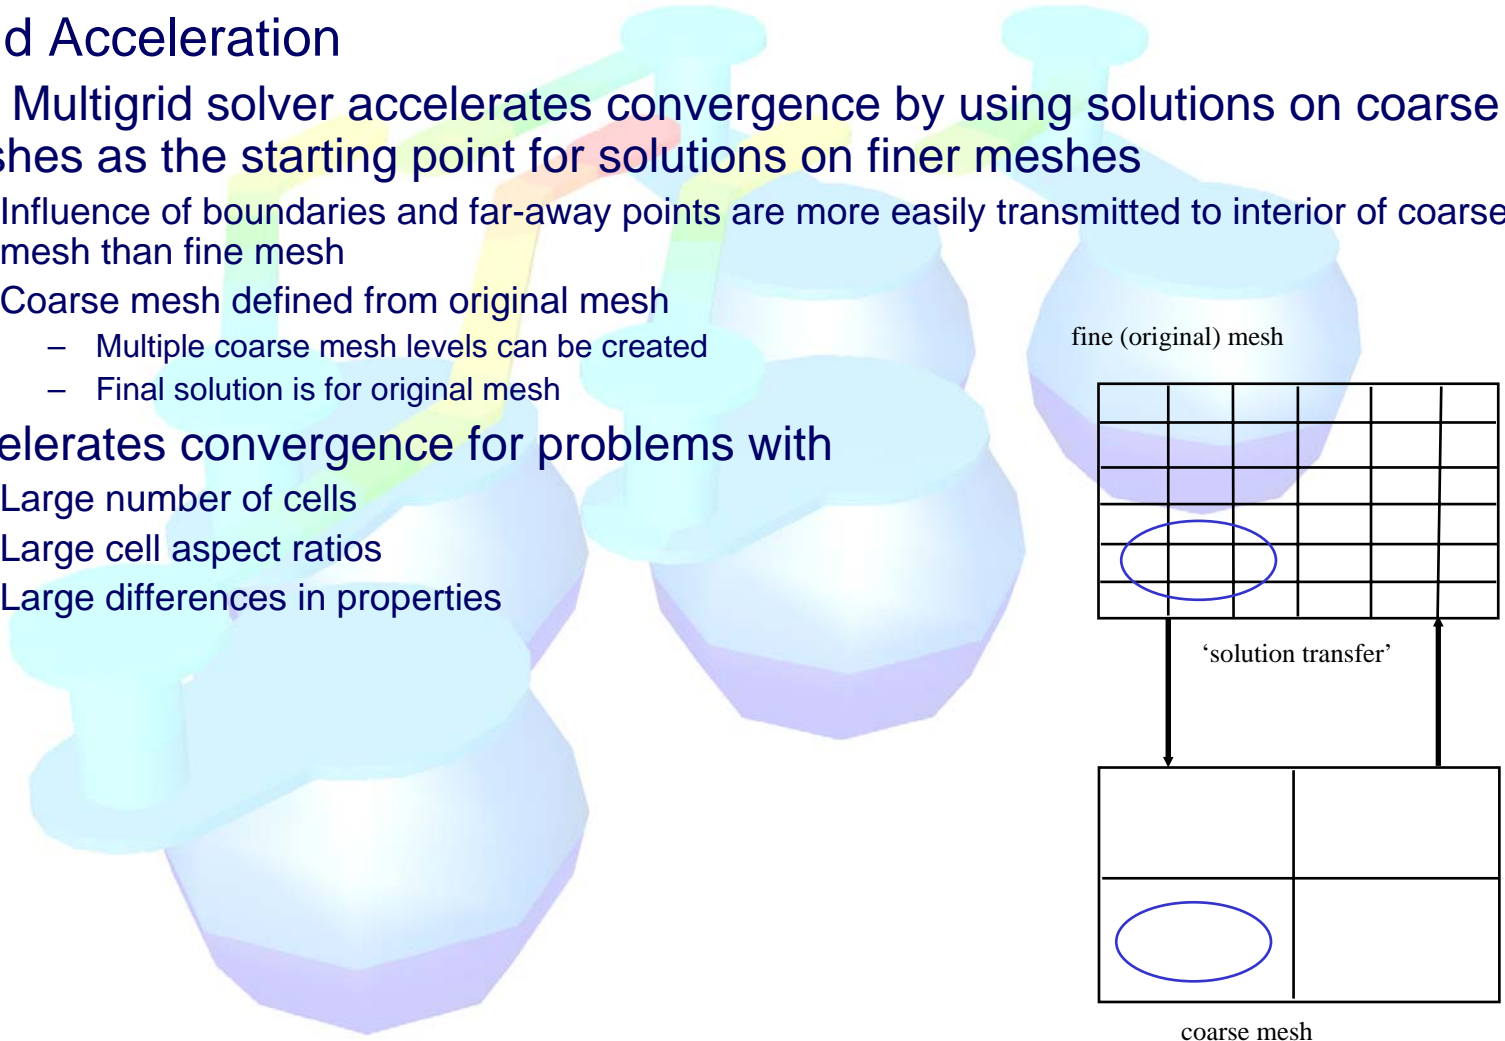 d Acceleration
Multigrid solver accelerates convergence by using solutions on coarse
shes as the starting point for solutions on finer meshes
Influence of boundaries and far-away points are more easily transmitted to interior of coarse
mesh than fine mesh
Coarse mesh defined from original mesh
– Multiple coarse mesh levels can be created
– Final solution is for original mesh
elerates convergence for problems with
Large number of cells
Large cell aspect ratios
Large differences in properties
fine (original) mesh
‘solution transfer’
coarse mesh